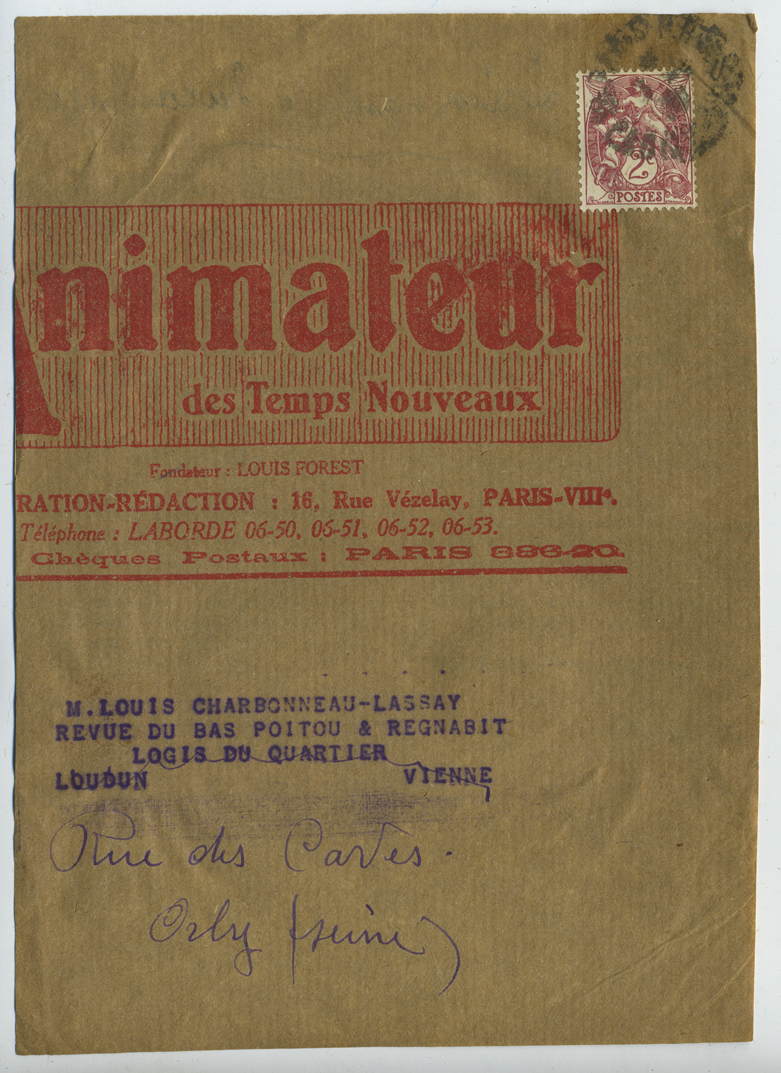 2
POSTES
Animateur
des Temps Nouveaux
Fondateur : LOUIS FOREST
RATION-RÉDACTION : 16, Rue Vézelay, PARIS-VIIIe.
Téléphone : LABORDE 06-50, 06-51, 06-52, 06-53.
Chèques Postaux : PARIS 886-20.
M. LOUIS CHARBONNEAU-LASSAY
REVUE DU BAS POITOU & REGNABIT
LOGIS DU QUARTIER
LOUDUN VIENNE
Rue des Cartes.
Orly (seine)